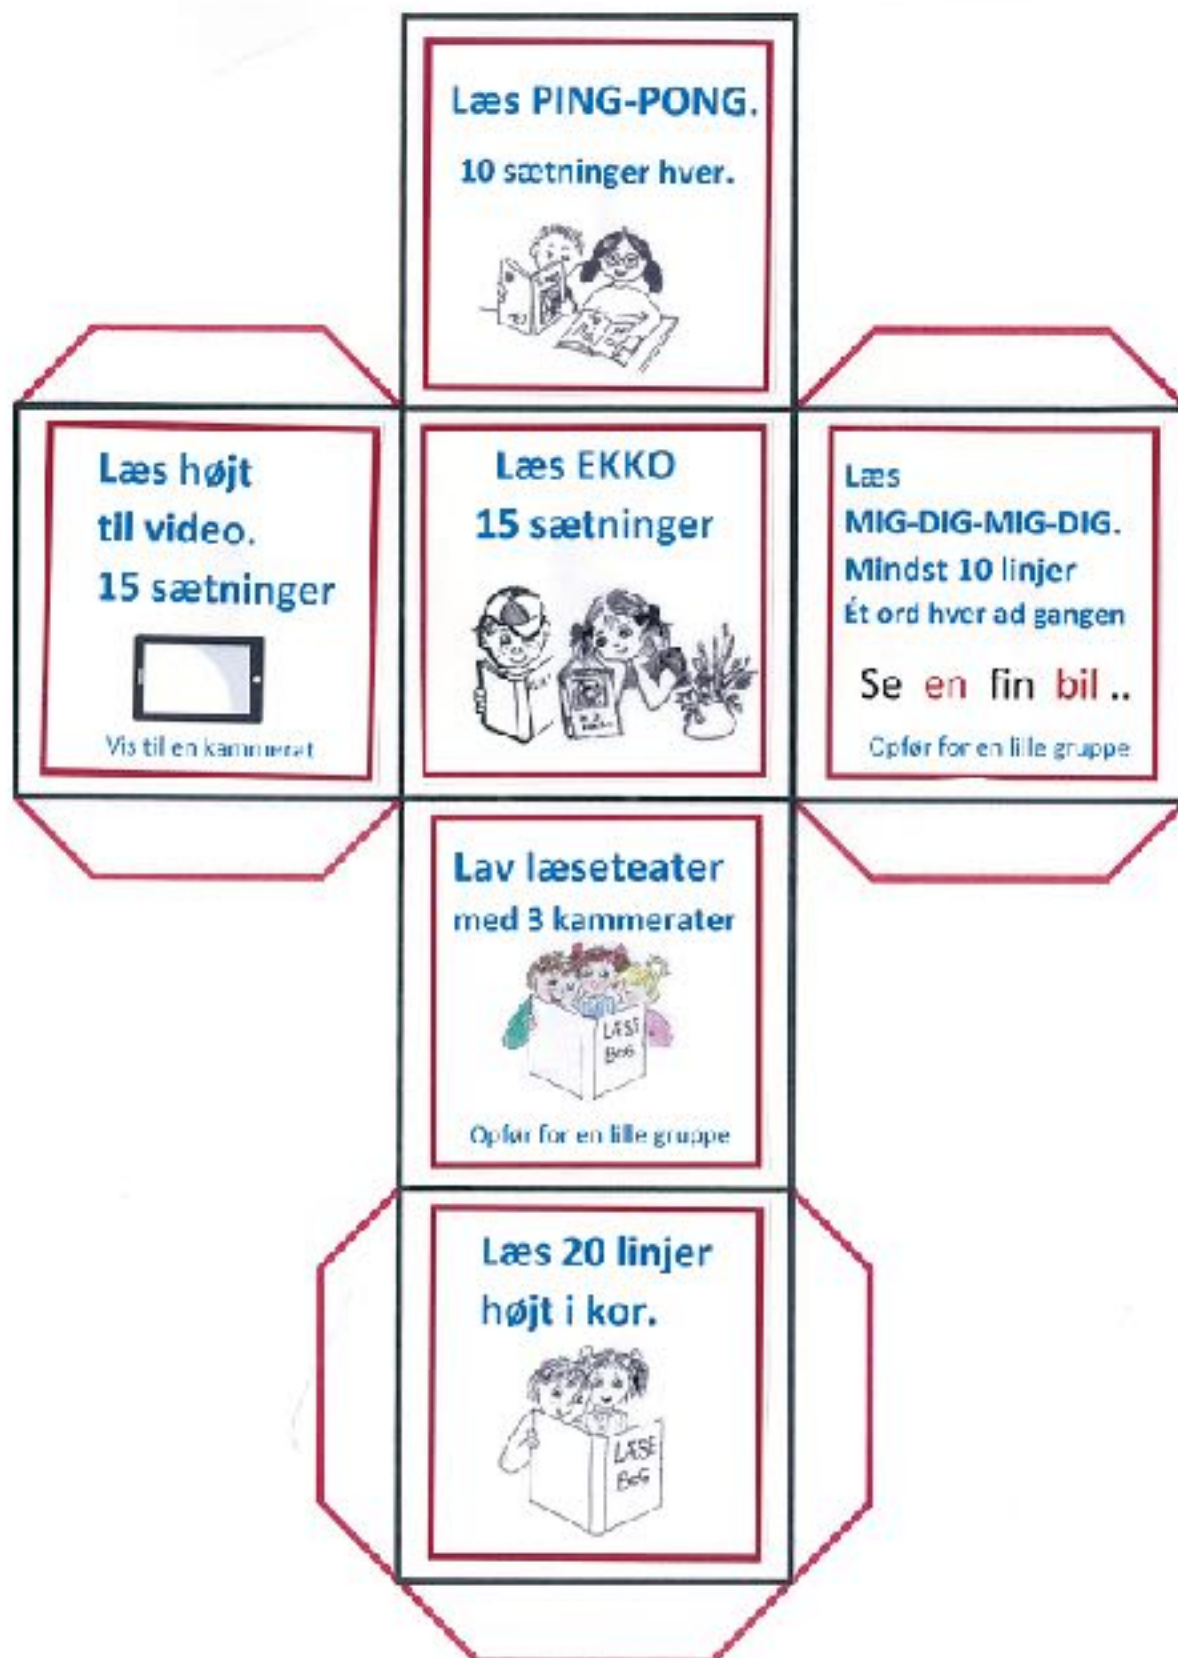 Læs PING-PONG.
10 sætninger hver.
Læs højt
til video.
15 sætninger
Vis til en kammerat
Læs EKKO
15 sætninger
Læs
MIG-DIG-MIG-DIG.
Mindst 10 linjer
Ét ord hver ad gangen
Se en fin bil ..
Opfør for en lille gruppe
Lav læseteater
med 3 kammerater
LÆSE
BOG
Opfør for en lille gruppe
Læs 20 linjer
højt i kor.
LÆSE
BOG